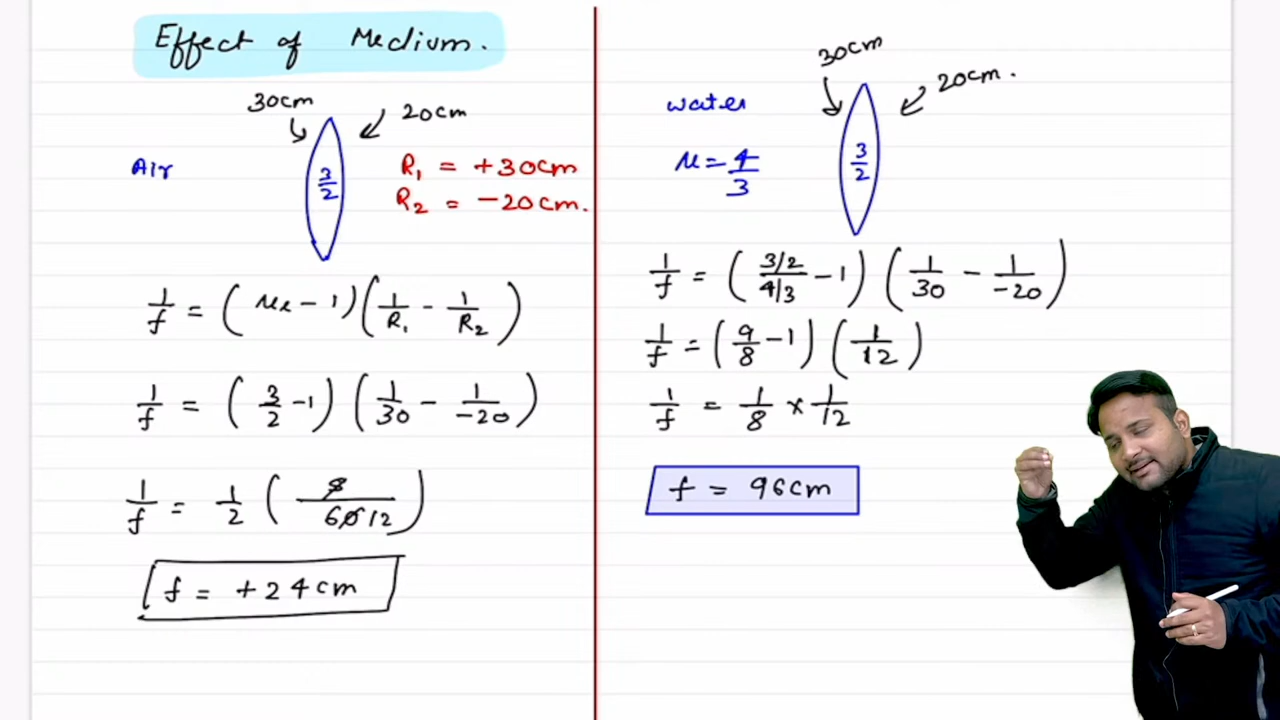 Effect of Medium.
30cm
20cm
Air
3/2
R₁ = +30cm
R₂ = -20cm.
1/f = (μr - 1)(1/R₁ - 1/R₂)
1/f = (3/2 - 1)(1/30 - 1/-20)
1/f = 1/2 (/60 12)
f = +24cm
30cm
20cm.
water
μ = 4/3
3/2
1/f = ((3/2)/(4/3) - 1)(1/30 - 1/-20)
1/f = (9/8 - 1)(1/12)
1/f = 1/8 × 1/12
f = 96cm